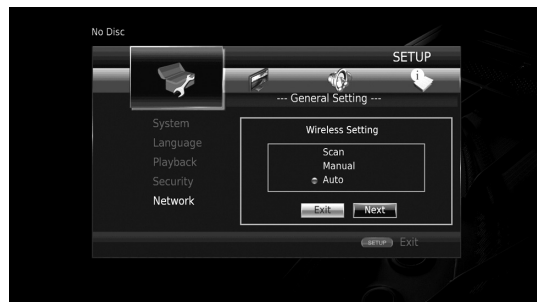 No Disc
SETUP
--- General Setting ---
System
Language
Playback
Security
Network
Wireless Setting
Scan
Manual
Auto
Exit Next
SETUP Exit